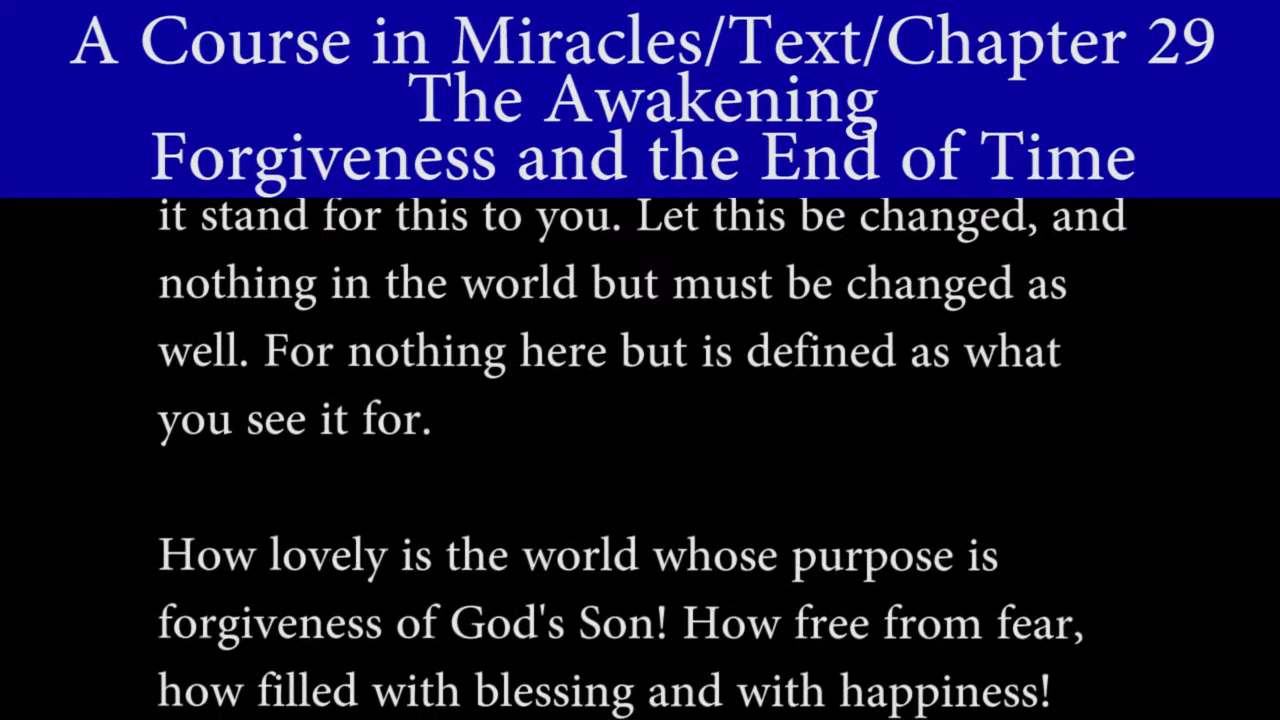 A Course in Miracles/Text/Chapter 29
The Awakening
Forgiveness and the End of Time
it stand for this to you. Let this be changed, and
nothing in the world but must be changed as
well. For nothing here but is defined as what
you see it for.
How lovely is the world whose purpose is
forgiveness of God's Son! How free from fear,
how filled with blessing and with happiness!